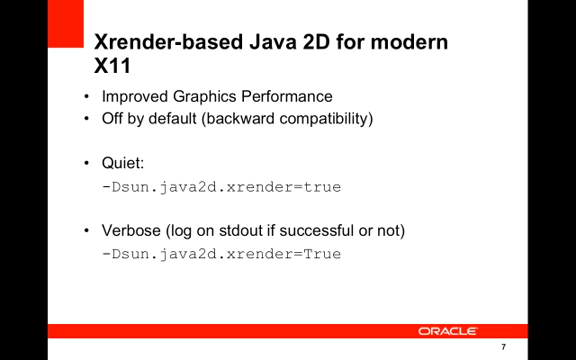 Xrender-based Java 2D for modern
X11
• Improved Graphics Performance
• Off by default (backward compatibility)
• Quiet:
-Dsun.java2d.xrender=true
• Verbose (log on stdout if successful or not)
-Dsun.java2d.xrender=True
ORACLE
7